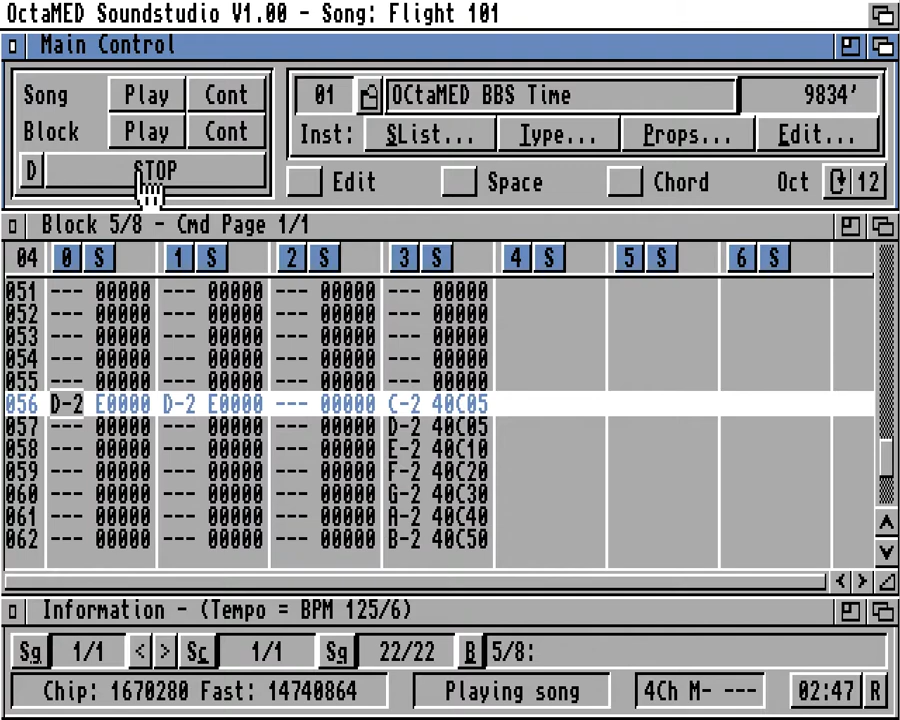 OctaMED Soundstudio V1.00 - Song: Flight 101
Main Control
Song Play Cont 01 OCtaMED BBS Time 9834'
Block Play Cont Inst: SList... Type... Props... Edit...
D STOP Edit Space Chord Oct 12
Block 5/8 - Cmd Page 1/1
04 0 S 1 S 2 S 3 S 4 S 5 S 6 S
051 --- 00000 --- 00000 --- 00000 --- 00000
052 --- 00000 --- 00000 --- 00000 --- 00000
053 --- 00000 --- 00000 --- 00000 --- 00000
054 --- 00000 --- 00000 --- 00000 --- 00000
055 --- 00000 --- 00000 --- 00000 --- 00000
056 D-2 E0000 D-2 E0000 --- 00000 C-2 40C05
057 --- 00000 --- 00000 --- 00000 D-2 40C05
058 --- 00000 --- 00000 --- 00000 E-2 40C10
059 --- 00000 --- 00000 --- 00000 F-2 40C20
060 --- 00000 --- 00000 --- 00000 G-2 40C30
061 --- 00000 --- 00000 --- 00000 A-2 40C40
062 --- 00000 --- 00000 --- 00000 B-2 40C50
Information - (Tempo = BPM 125/6)
Sg 1/1 < > Sc 1/1 Sq 22/22 B 5/8:
Chip: 1670280 Fast: 14740864 Playing song 4Ch M- --- 02:47 R